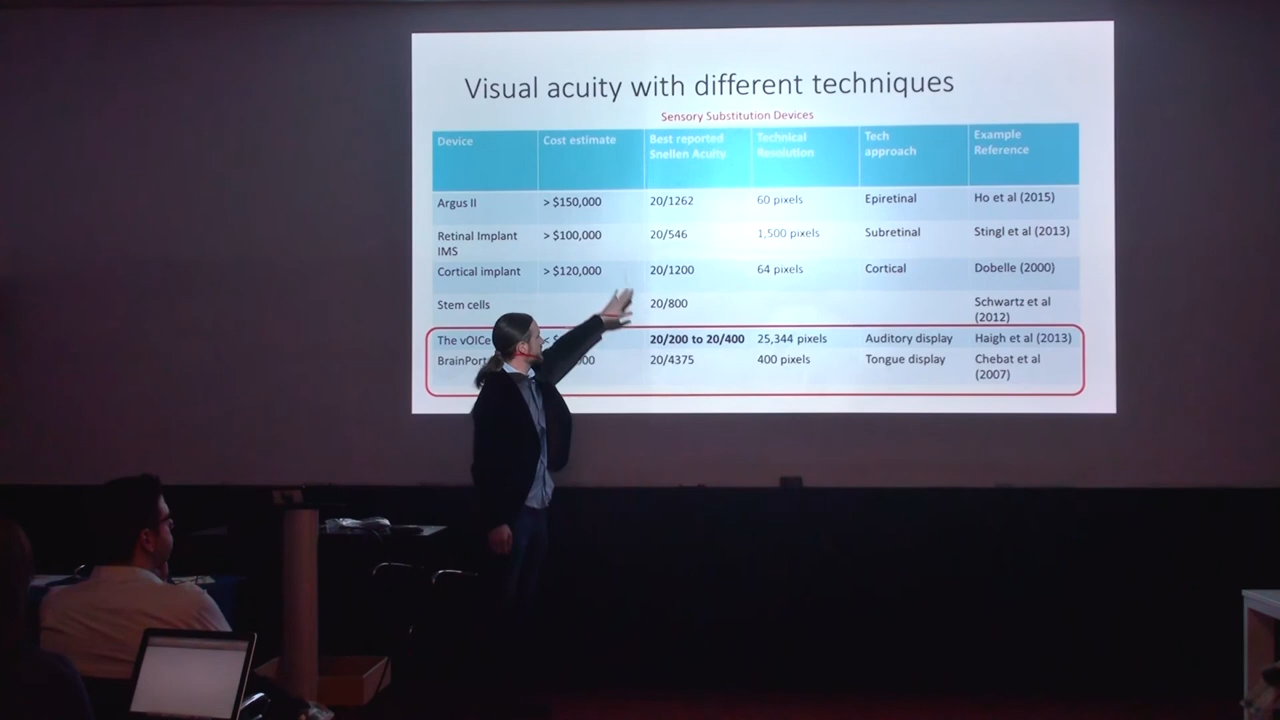 Visual acuity with different techniques
Sensory Substitution Devices
Device Cost estimate Best reported Technical Tech Example
Snellen Acuity Resolution approach Reference
Argus II > $150,000 20/1262 60 pixels Epiretinal Ho et al (2015)
Retinal Implant > $100,000 20/546 1,500 pixels Subretinal Stingl et al (2013)
IMS
Cortical implant > $120,000 20/1200 64 pixels Cortical Dobelle (2000)
Stem cells 20/800 Schwartz et al
(2012)
The vOICe < $ 20/200 to 20/400 25,344 pixels Auditory display Haigh et al (2013)
BrainPort 20/4375 400 pixels Tongue display Chebat et al
(2007)